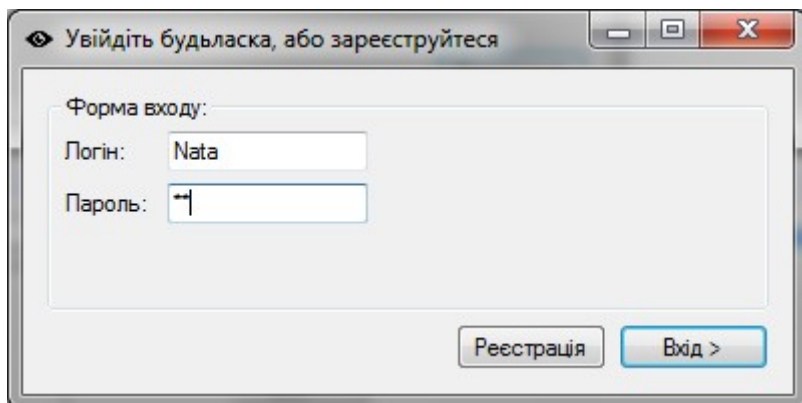 Увійдіть будьласка, або зареєструйтеся
Форма входу:
Логін: Nata
Пароль: **
Реєстрація Вхід >